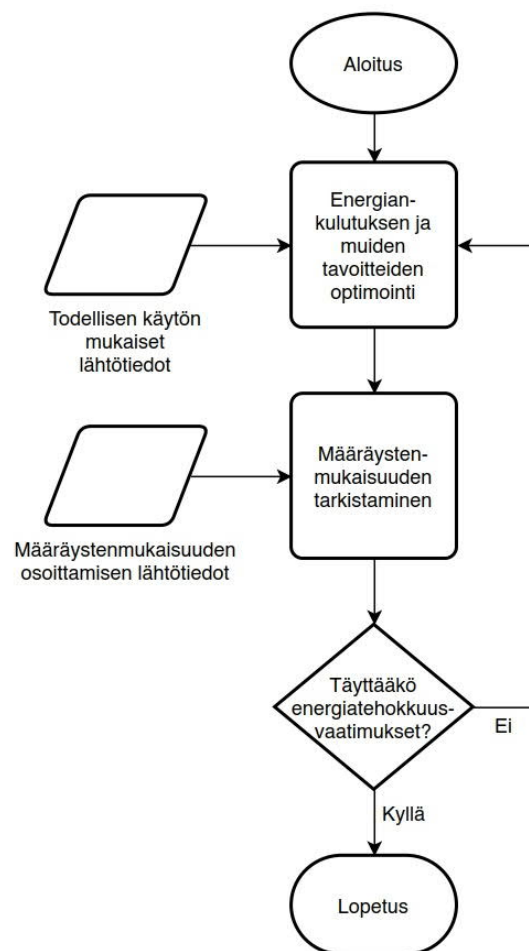 Aloitus
Energian-
kulutuksen ja
muiden
tavoitteiden
optimointi
Todellisen käytön
mukaiset
lähtötiedot
Määräysten-
mukaisuuden
tarkistaminen
Määräystenmukaisuuden
osoittamisen lähtötiedot
Täyttääkö
energiatehokkuus-
vaatimukset?
Ei
Kyllä
Lopetus